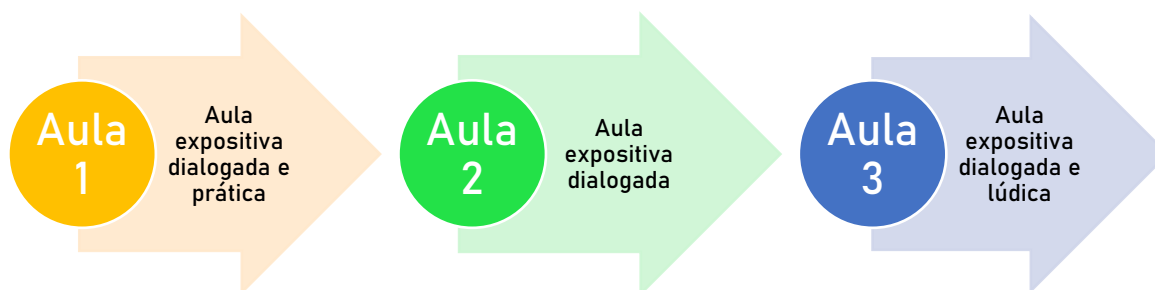 Aula
1
Aula
expositiva
dialogada e
prática
Aula
2
Aula
expositiva
dialogada
Aula
3
Aula
expositiva
dialogada e
lúdica